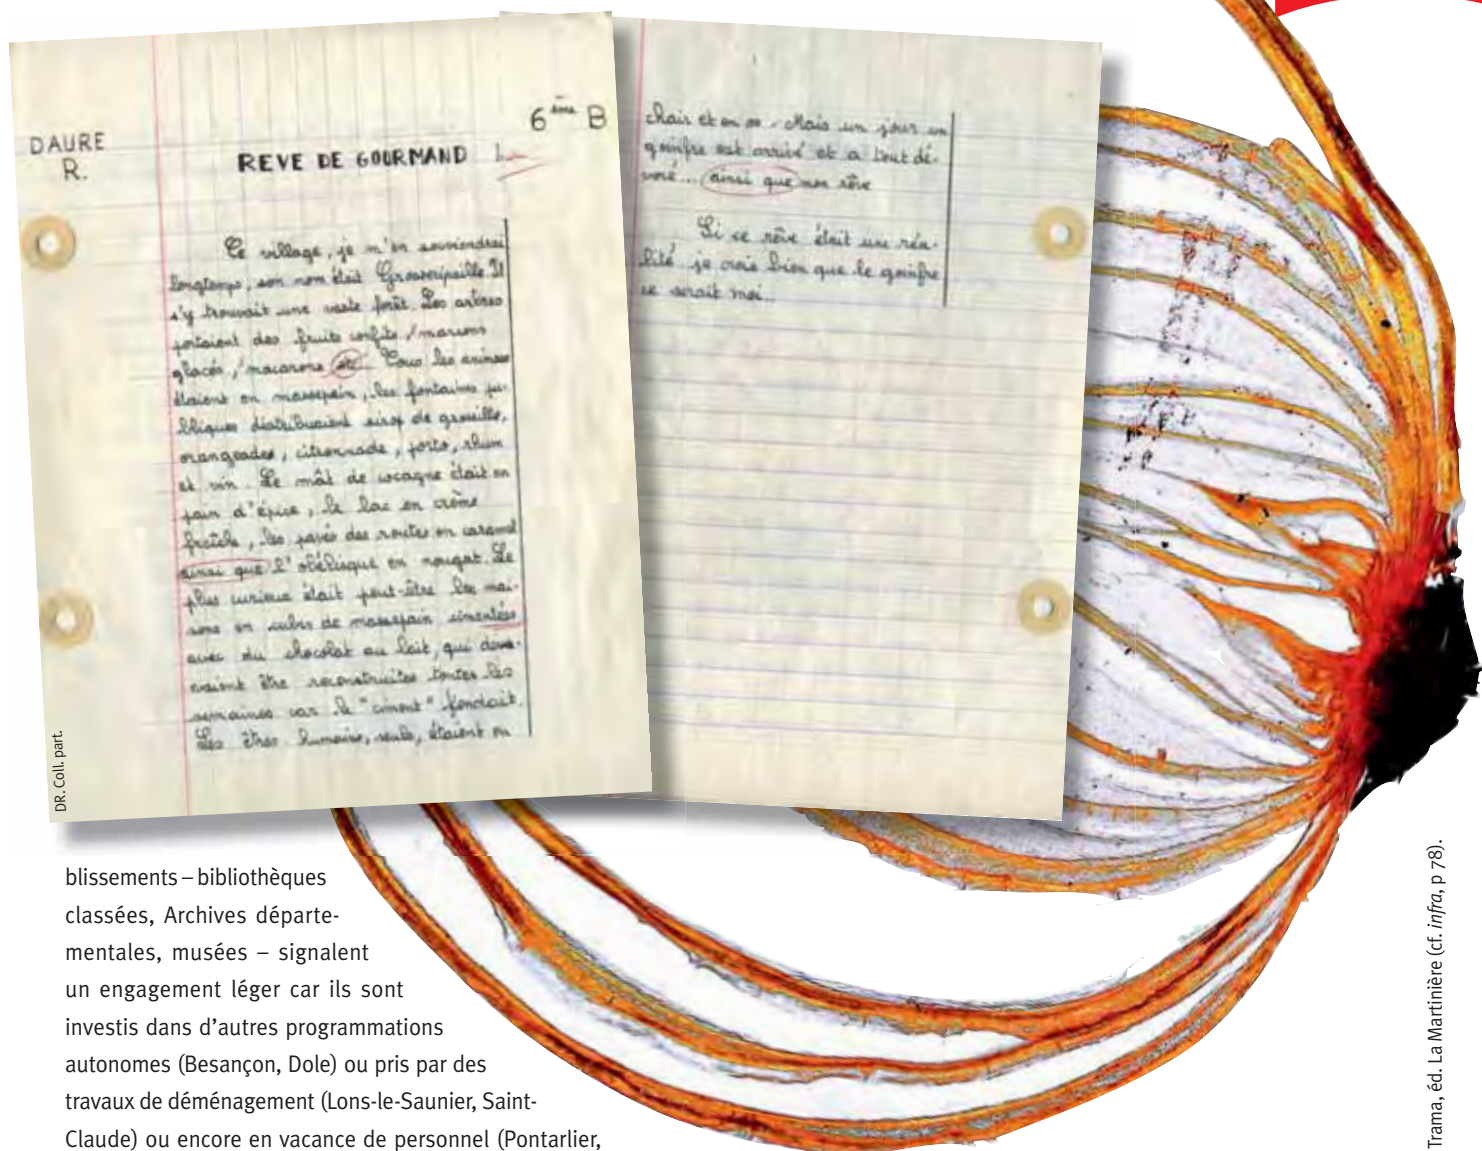 DAURE
R.
6ème B
REVE DE GOURMAND
Ce village, je m'en souviendrai
longtemps, son nom était Grosseripaille Il
s'y trouvait une vaste forêt. Les arbres
portaient des fruits confits, marrons
glacés, macarons etc Tous les animaux
étaient en massepain, les fontaines pu-
bliques distribuaient sirop de groseille,
orangeades, citronnade, porto, rhum
et vin. Le mât de cocagne était en
pain d'épice, le lac en crème
fraîche, les pavés des routes en caramel
ainsi que l'obélisque en nougat. Le
plus curieux était peut-être les mai-
sons en cubes de massepain cimentées
avec du chocolat au lait, qui deve-
naient être reconstruites toutes les
semaines car le "ciment" fondait.
Les êtres humains, seuls, étaient en
chair et en os. Mais un jour un
goinfre est arrivé et a tout dé-
voré... ainsi que mon rêve
Si ce rêve était une réa-
lité je crois bien que le goinfre
ce serait moi...
DR. Coll. part.
blissements – bibliothèques
classées, Archives départe-
mentales, musées – signalent
un engagement léger car ils sont
investis dans d'autres programmations
autonomes (Besançon, Dole) ou pris par des
travaux de déménagement (Lons-le-Saunier, Saint-
Claude) ou encore en vacance de personnel (Pontarlier,
Trama, éd. La Martinière (cf. infra, p 78).